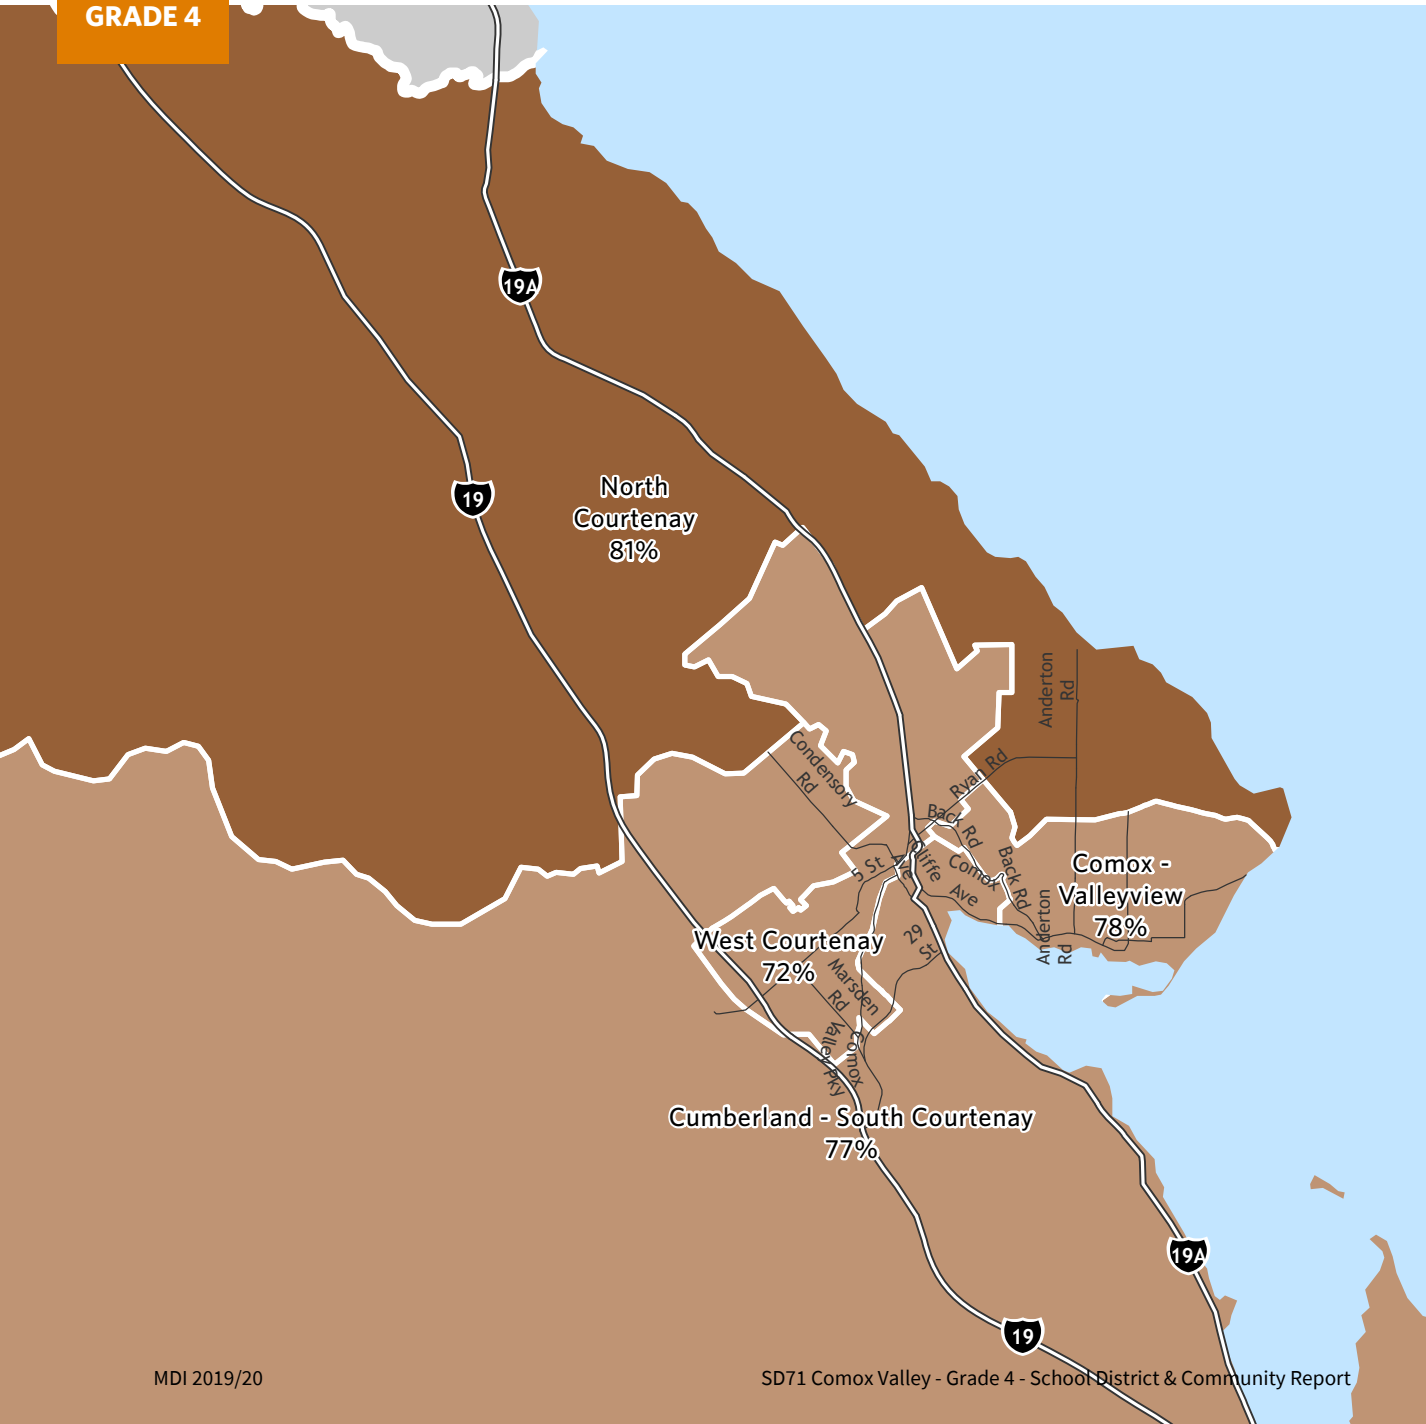 GRADE 4
19A
North
Courtenay
81%
19
Anderton
Rd
Condensory
Rd
Ryan Rd
Back Rd
5 St
Cliffe
Ave
Comox
Ave
Back Rd
Comox -
Valleyview
78%
Anderton
Rd
West Courtenay
72%
29
St
Marsden
Rd
Comox
Valley Pky
Cumberland - South Courtenay
77%
19A
19
MDI 2019/20
SD71 Comox Valley - Grade 4 - School District & Community Report